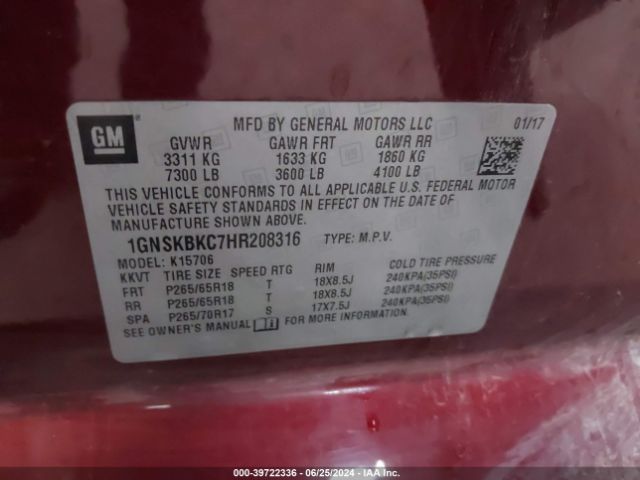 GM
MFD BY GENERAL MOTORS LLC 01/17
GVWR GAWR FRT GAWR RR
3311 KG 1633 KG 1860 KG
7300 LB 3600 LB 4100 LB
THIS VEHICLE CONFORMS TO ALL APPLICABLE U.S. FEDERAL MOTOR
VEHICLE SAFETY STANDARDS IN EFFECT ON THE DATE OF
MANUFACTURE SHOWN ABOVE.
1GNSKBKC7HR208316 TYPE: M.P.V.
MODEL: K15706
KKVT TIRE SIZE SPEED RTG RIM COLD TIRE PRESSURE
FRT P265/65R18 T 18X8.5J 240KPA(35PSI)
RR P265/65R18 T 18X8.5J 240KPA(35PSI)
SPA P265/70R17 S 17X7.5J 240KPA(35PSI)
SEE OWNER'S MANUAL FOR MORE INFORMATION.
000-39722336 - 06/25/2024 - IAAI.COM